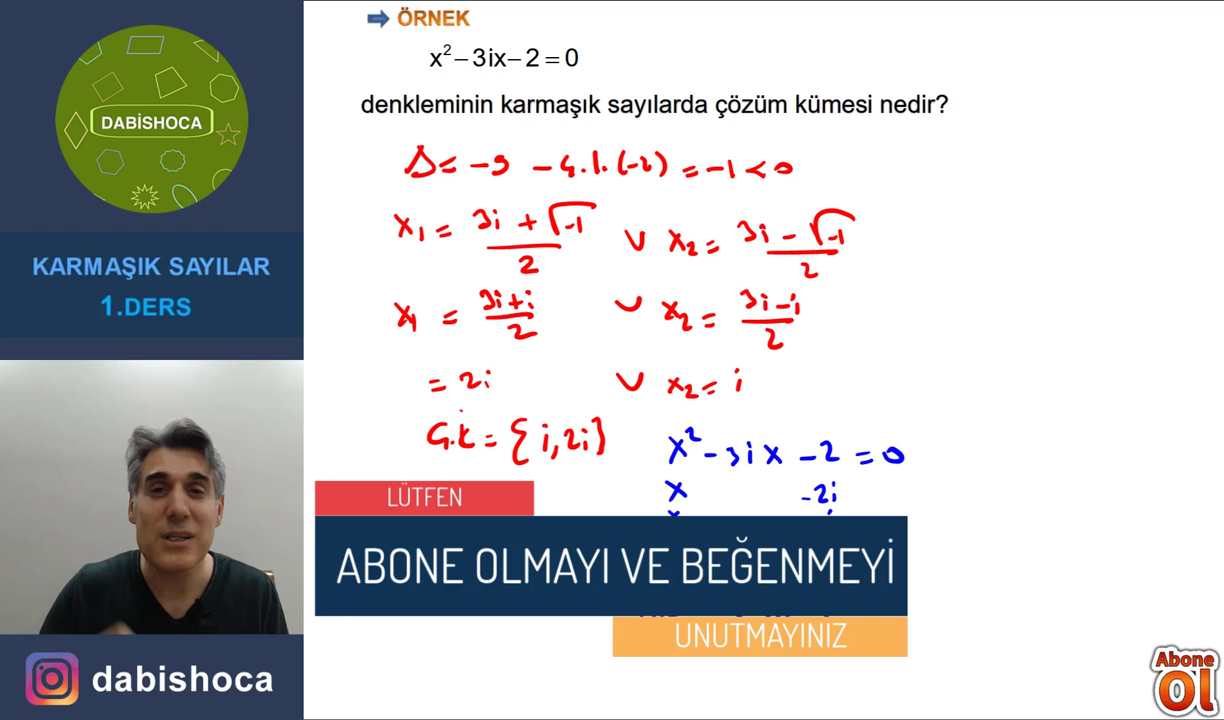 ÖRNEK
x² – 3ix – 2 = 0
denkleminin karmaşık sayılarda çözüm kümesi nedir?
Δ = -9 - 4.1.(-2) = -1 < 0
x₁ = (3i + √-1)/2 ∨ x₂ = (3i - √-1)/2
x₁ = (3i+i)/2 ∨ x₂ = (3i-i)/2
= 2i ∨ x₂ = i
Ç.K = {i, 2i}
x² - 3ix - 2 = 0
x -2i
LÜTFEN
ABONE OLMAYI VE BEĞENMEYİ
UNUTMAYINIZ
DABİSHOCA
KARMAŞIK SAYILAR
1.DERS
dabishoca
Abone
Ol